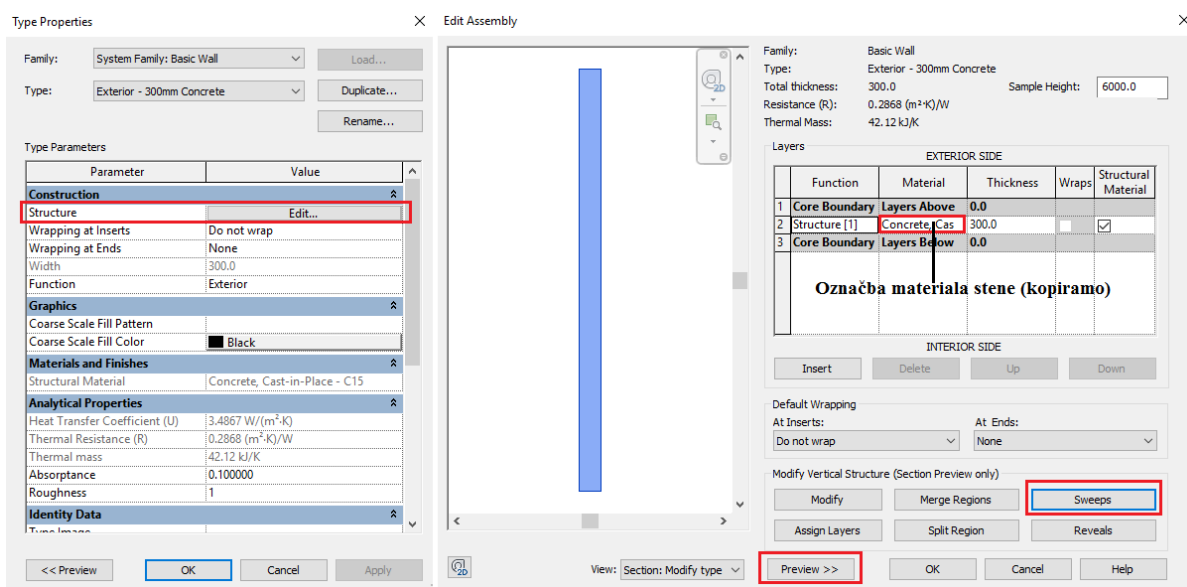 Type Properties
Family: System Family: Basic Wall Load...
Type: Exterior - 300mm Concrete Duplicate...
Rename...
Type Parameters
Parameter Value
Construction
Structure Edit...
Wrapping at Inserts Do not wrap
Wrapping at Ends None
Width 300.0
Function Exterior
Graphics
Coarse Scale Fill Pattern
Coarse Scale Fill Color Black
Materials and Finishes
Structural Material Concrete, Cast-in-Place - C15
Analytical Properties
Heat Transfer Coefficient (U) 3.4867 W/(m²·K)
Thermal Resistance (R) 0.2868 (m²·K)/W
Thermal mass 42.12 kJ/K
Absorptance 0.100000
Roughness 1
Identity Data
Type Image
<< Preview OK Cancel Apply
Edit Assembly
2D
Family: Basic Wall
Type: Exterior - 300mm Concrete
Total thickness: 300.0 Sample Height: 6000.0
Resistance (R): 0.2868 (m²·K)/W
Thermal Mass: 42.12 kJ/K
Layers
EXTERIOR SIDE
Function Material Thickness Wraps Structural Material
1 Core Boundary Layers Above 0.0
2 Structure [1] Concrete, Cas 300.0
3 Core Boundary Layers Below 0.0
Označba materiala stene (kopiramo)
INTERIOR SIDE
Insert Delete Up Down
Default Wrapping
At Inserts: At Ends:
Do not wrap None
Modify Vertical Structure (Section Preview only)
Modify Merge Regions Sweeps
Assign Layers Split Region Reveals
2D View: Section: Modify type Preview >> OK Cancel Help